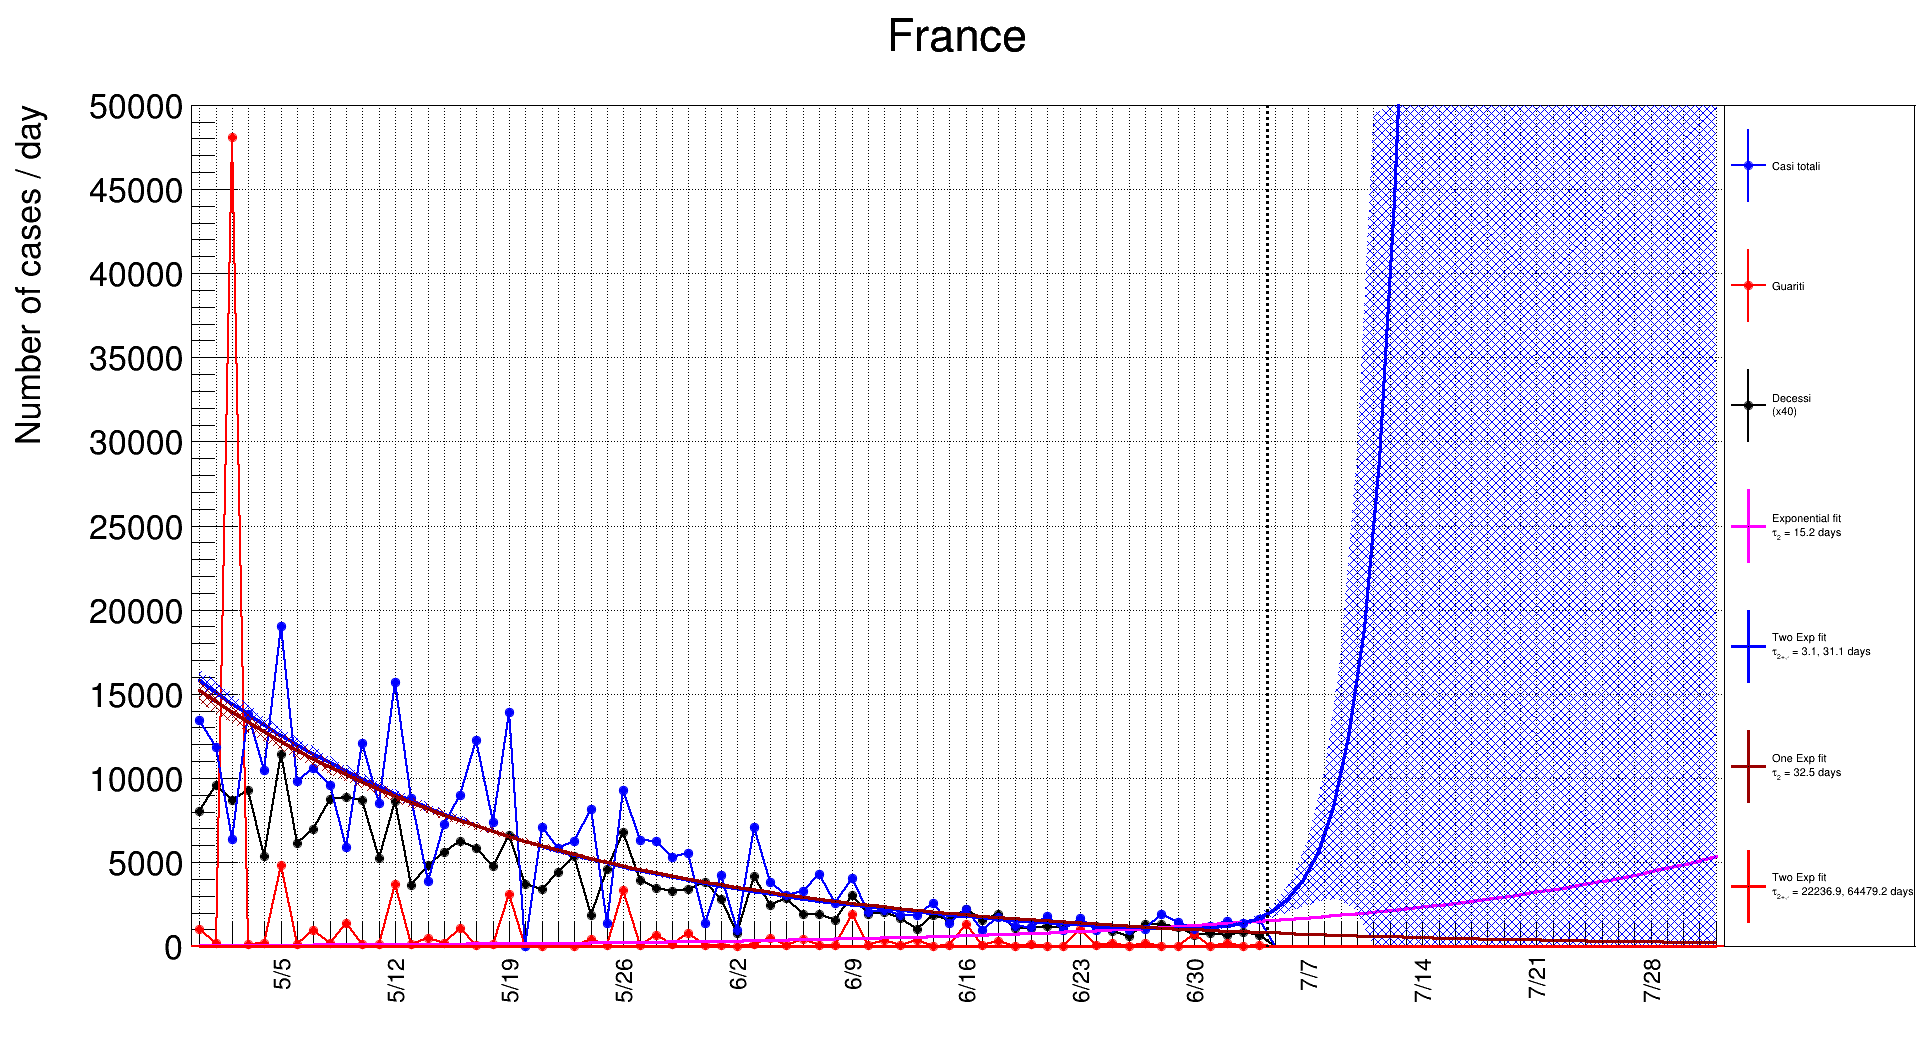 France
Number of cases / day
50000
45000
40000
35000
30000
25000
20000
15000
10000
5000
0
5/5
5/12
5/19
5/26
6/2
6/9
6/16
6/23
6/30
7/7
7/14
7/21
7/28
Casi totali
Guariti
Decessi
(x40)
Exponential fit
τ2 = 15.2 days
Two Exp fit
τ2+,- = 3.1, 31.1 days
One Exp fit
τ2 = 32.5 days
Two Exp fit
τ2+,- = 22236.9, 64479.2 days